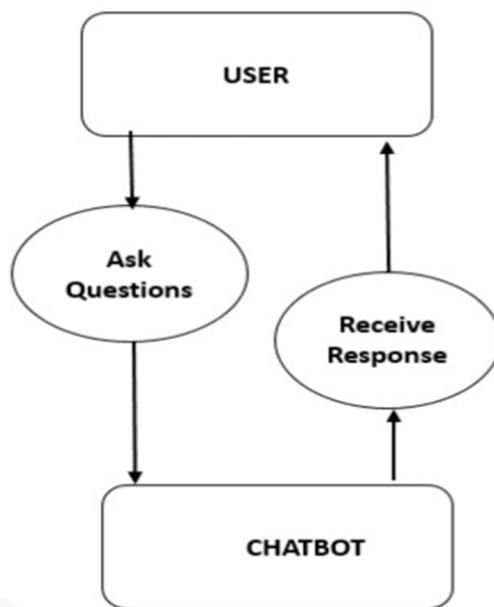 USER
Ask
Questions
Receive
Response
CHATBOT